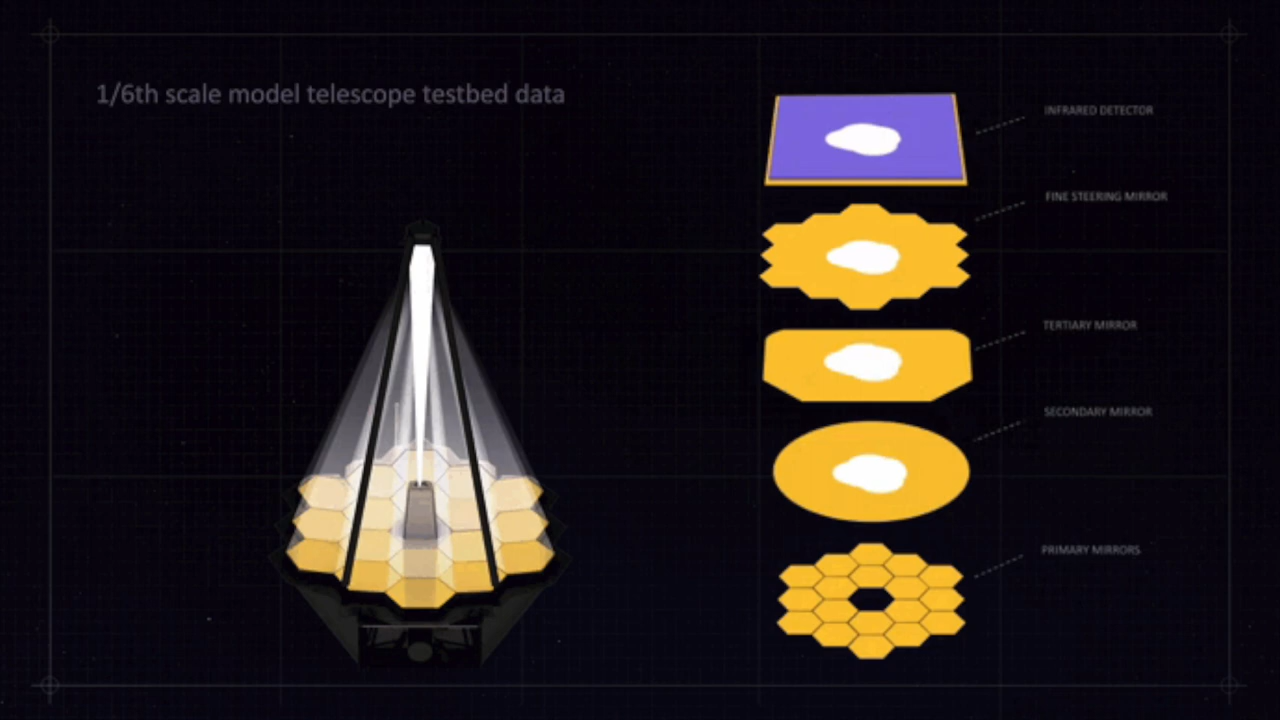 1/6th scale model telescope testbed data
INFRARED DETECTOR
FINE STEERING MIRROR
TERTIARY MIRROR
SECONDARY MIRROR
PRIMARY MIRRORS